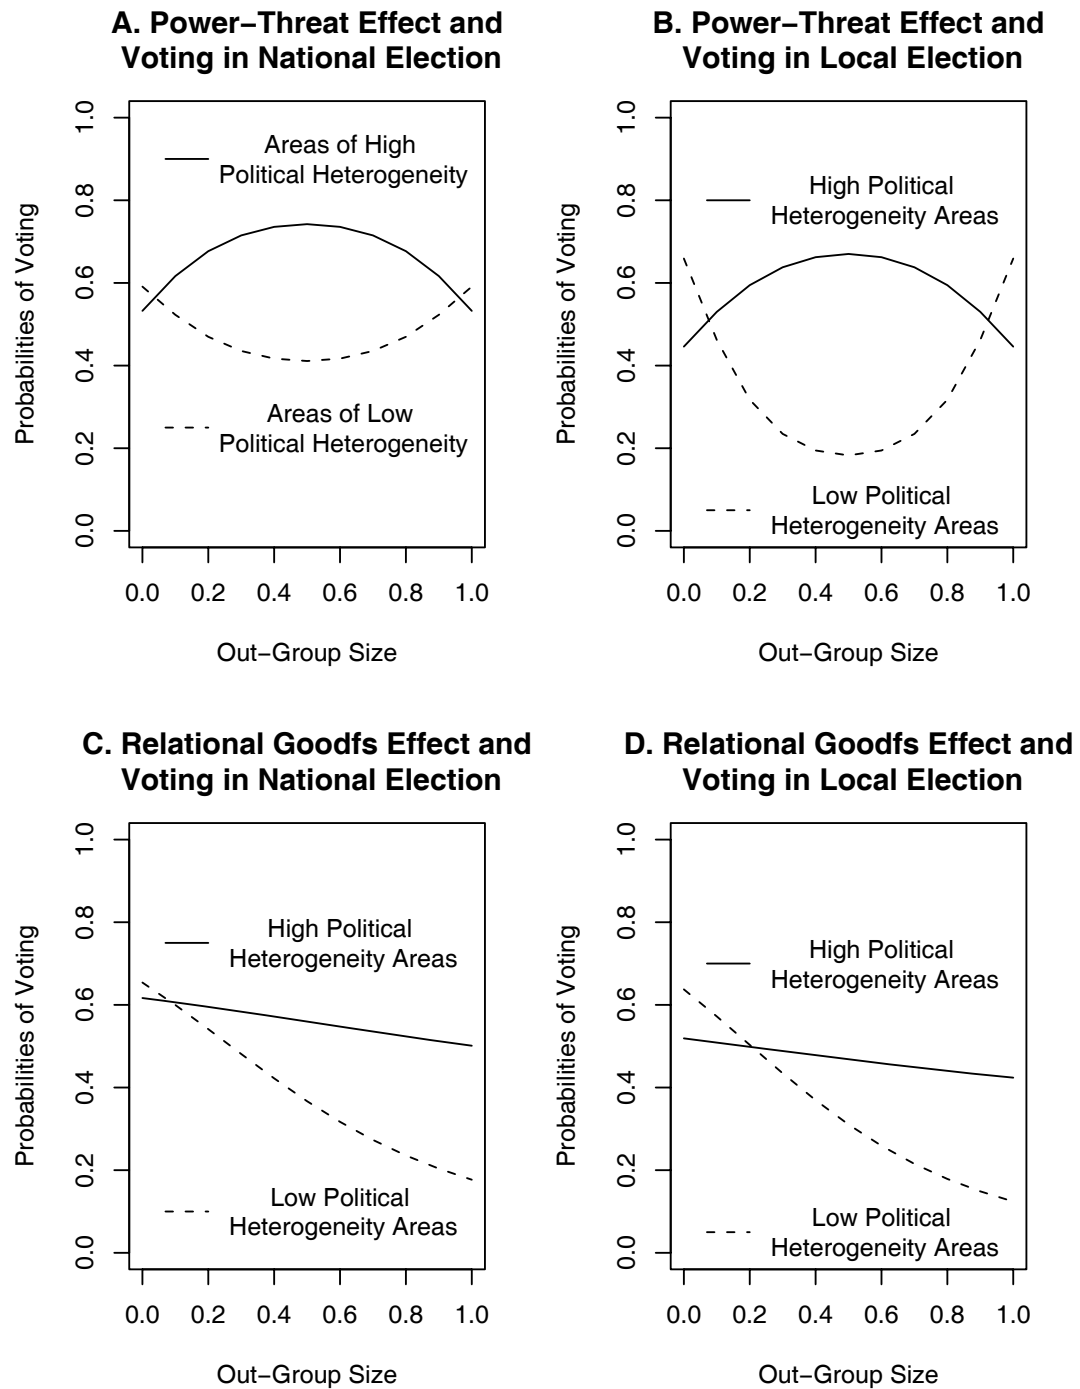 A. Power−Threat Effect and
Voting in National Election
Probabilities of Voting
1.0
0.8
0.6
0.4
0.2
0.0
Areas of High
Political Heterogeneity
Areas of Low
Political Heterogeneity
0.0 0.2 0.4 0.6 0.8 1.0
Out−Group Size
B. Power−Threat Effect and
Voting in Local Election
Probabilities of Voting
1.0
0.8
0.6
0.4
0.2
0.0
High Political
Heterogeneity Areas
Low Political
Heterogeneity Areas
0.0 0.2 0.4 0.6 0.8 1.0
Out−Group Size
C. Relational Goodfs Effect and
Voting in National Election
Probabilities of Voting
1.0
0.8
0.6
0.4
0.2
0.0
High Political
Heterogeneity Areas
Low Political
Heterogeneity Areas
0.0 0.2 0.4 0.6 0.8 1.0
Out−Group Size
D. Relational Goodfs Effect and
Voting in Local Election
Probabilities of Voting
1.0
0.8
0.6
0.4
0.2
0.0
High Political
Heterogeneity Areas
Low Political
Heterogeneity Areas
0.0 0.2 0.4 0.6 0.8 1.0
Out−Group Size